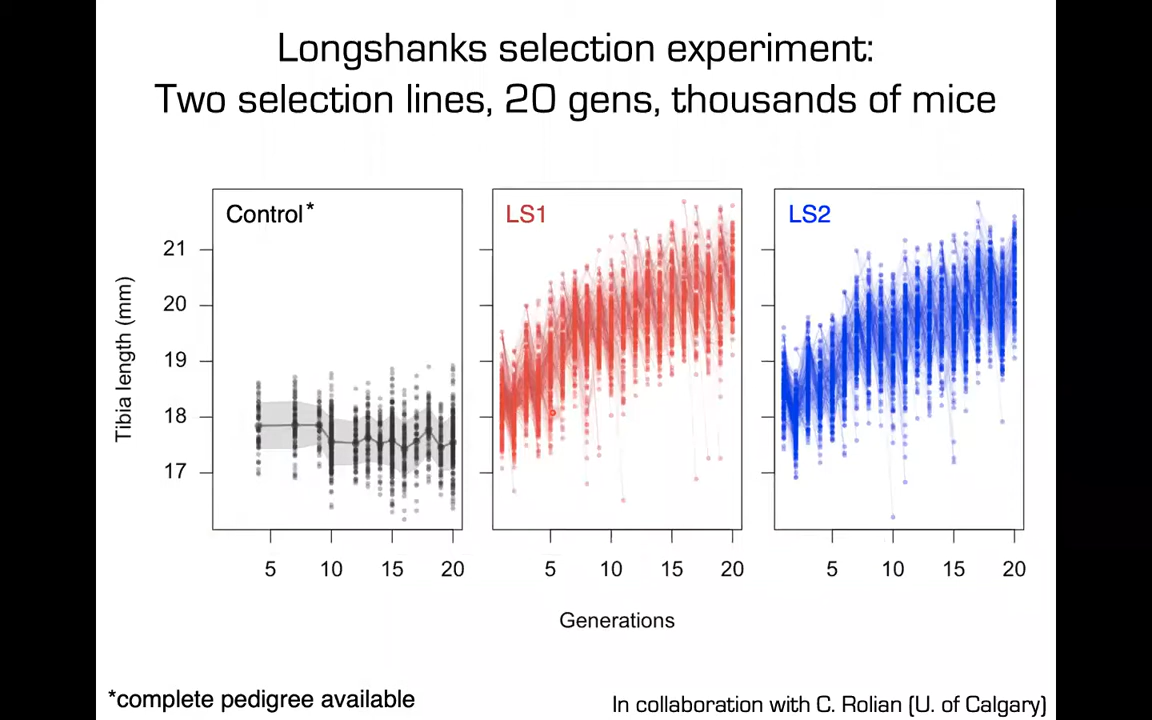 Longshanks selection experiment:
Two selection lines, 20 gens, thousands of mice
Control*
LS1
LS2
Tibia length (mm)
21
20
19
18
17
5 10 15 20
5 10 15 20
5 10 15 20
Generations
*complete pedigree available
In collaboration with C. Rolian (U. of Calgary)